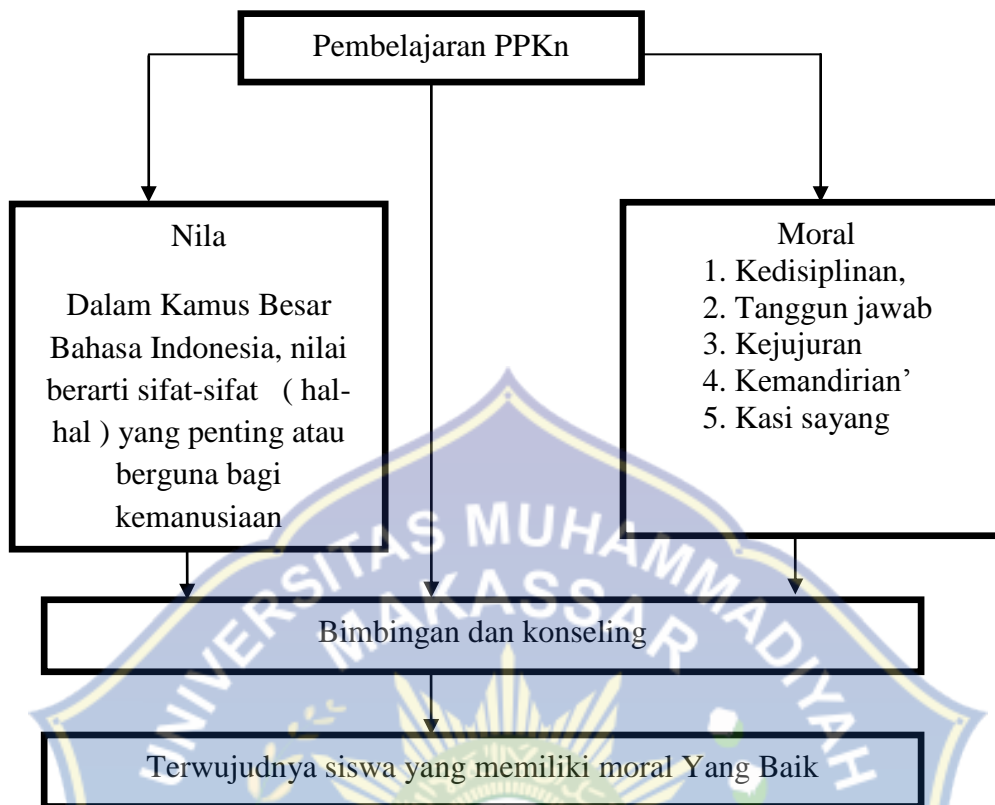 Pembelajaran PPKn
Nila
Dalam Kamus Besar
Bahasa Indonesia, nilai
berarti sifat-sifat ( hal-
hal ) yang penting atau
berguna bagi
kemanusiaan
Moral
1. Kedisiplinan,
2. Tanggun jawab
3. Kejujuran
4. Kemandirian’
5. Kasi sayang
UNIVERSITAS MUHAMMADIYAH
MAKASSAR
Bimbingan dan konseling
Terwujudnya siswa yang memiliki moral Yang Baik